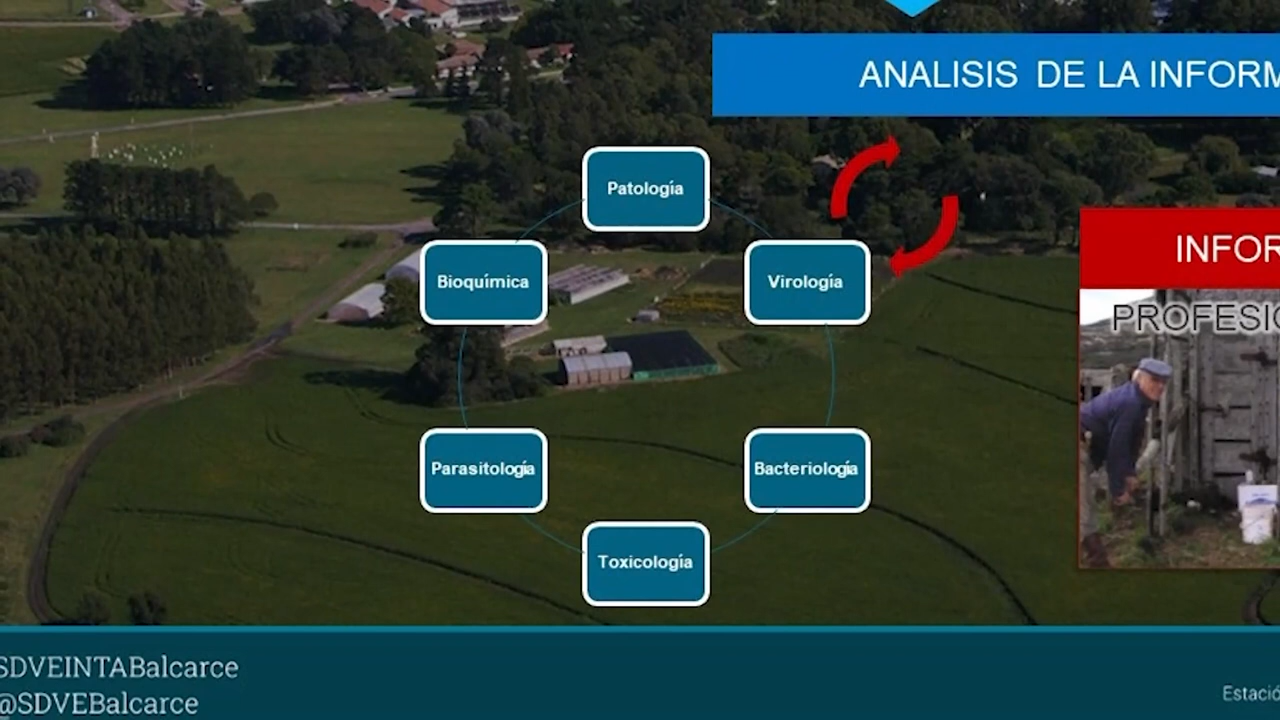 ANALISIS DE LA INFORM
Patología
Bioquímica
Virología
INFOR
PROFESIO
Parasitología
Bacteriología
Toxicología
SDVEINTABalcarce
@SDVEBalcarce
Estació